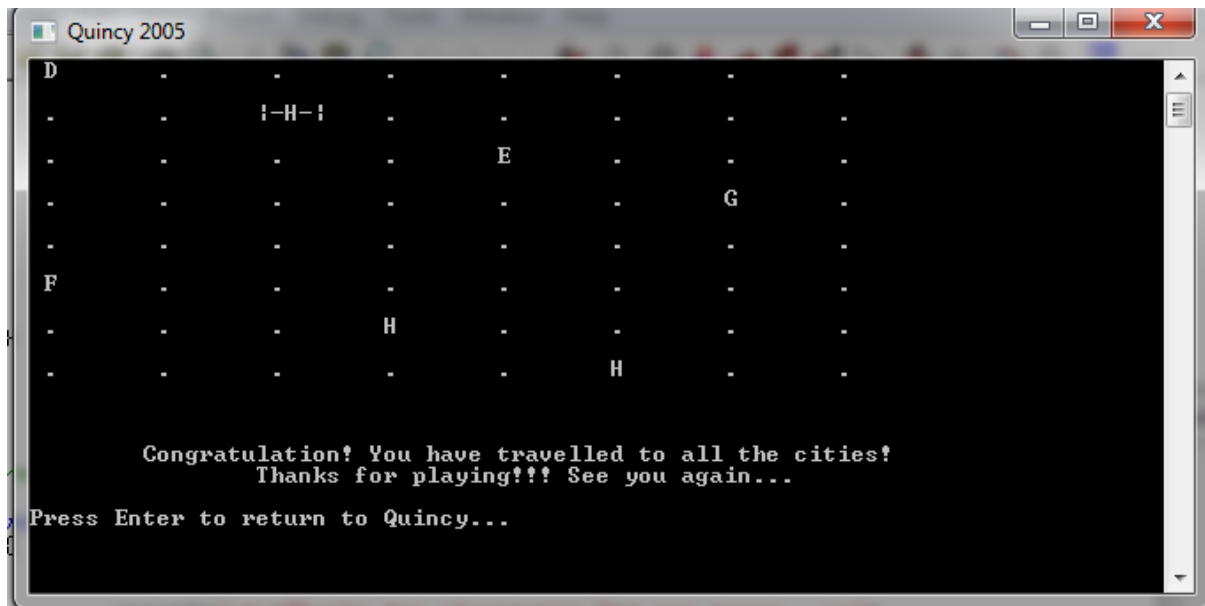 Quincy 2005
D . . . . . . .
. . |-H-| . . . . .
. . . . E . . .
. . . . . . G .
. . . . . . . .
F . . . . . . .
. . . H . . . .
. . . . . H . .
Congratulation! You have travelled to all the cities!
Thanks for playing!!! See you again...
Press Enter to return to Quincy...